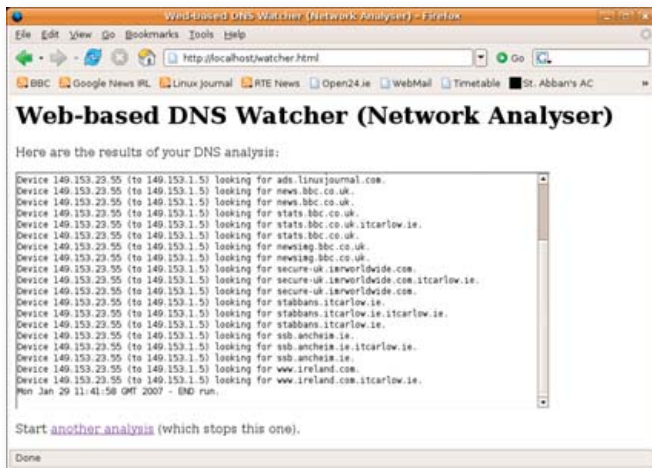 Web-based DNS Watcher (Network Analyser) - Firefox
File Edit View Go Bookmarks Tools Help
http://localhost/watcher.html Go
BBC Google News IRL Linux Journal RTE News Open24.ie WebMail Timetable St. Abban's AC »
Web-based DNS Watcher (Network Analyser)
Here are the results of your DNS analysis:
Device 149.153.23.55 (to 149.153.1.5) looking for ads.linuxjournal.com.
Device 149.153.23.55 (to 149.153.1.5) looking for news.bbc.co.uk.
Device 149.153.23.55 (to 149.153.1.5) looking for news.bbc.co.uk.
Device 149.153.23.55 (to 149.153.1.5) looking for stats.bbc.co.uk.
Device 149.153.23.55 (to 149.153.1.5) looking for stats.bbc.co.uk.itcarlow.ie.
Device 149.153.23.55 (to 149.153.1.5) looking for stats.bbc.co.uk.
Device 149.153.23.55 (to 149.153.1.5) looking for newsimg.bbc.co.uk.
Device 149.153.23.55 (to 149.153.1.5) looking for newsimg.bbc.co.uk.
Device 149.153.23.55 (to 149.153.1.5) looking for secure-uk.imrworldwide.com.
Device 149.153.23.55 (to 149.153.1.5) looking for secure-uk.imrworldwide.com.itcarlow.ie.
Device 149.153.23.55 (to 149.153.1.5) looking for secure-uk.imrworldwide.com.
Device 149.153.23.55 (to 149.153.1.5) looking for stabbans.itcarlow.ie.
Device 149.153.23.55 (to 149.153.1.5) looking for stabbans.itcarlow.ie.itcarlow.ie.
Device 149.153.23.55 (to 149.153.1.5) looking for stabbans.itcarlow.ie.
Device 149.153.23.55 (to 149.153.1.5) looking for ssb.ancheim.ie.
Device 149.153.23.55 (to 149.153.1.5) looking for ssb.ancheim.ie.itcarlow.ie.
Device 149.153.23.55 (to 149.153.1.5) looking for ssb.ancheim.ie.
Device 149.153.23.55 (to 149.153.1.5) looking for www.ireland.com.
Device 149.153.23.55 (to 149.153.1.5) looking for www.ireland.com.itcarlow.ie.
Mon Jan 29 11:41:58 GMT 2007 - END run.
Start another analysis (which stops this one).
Done